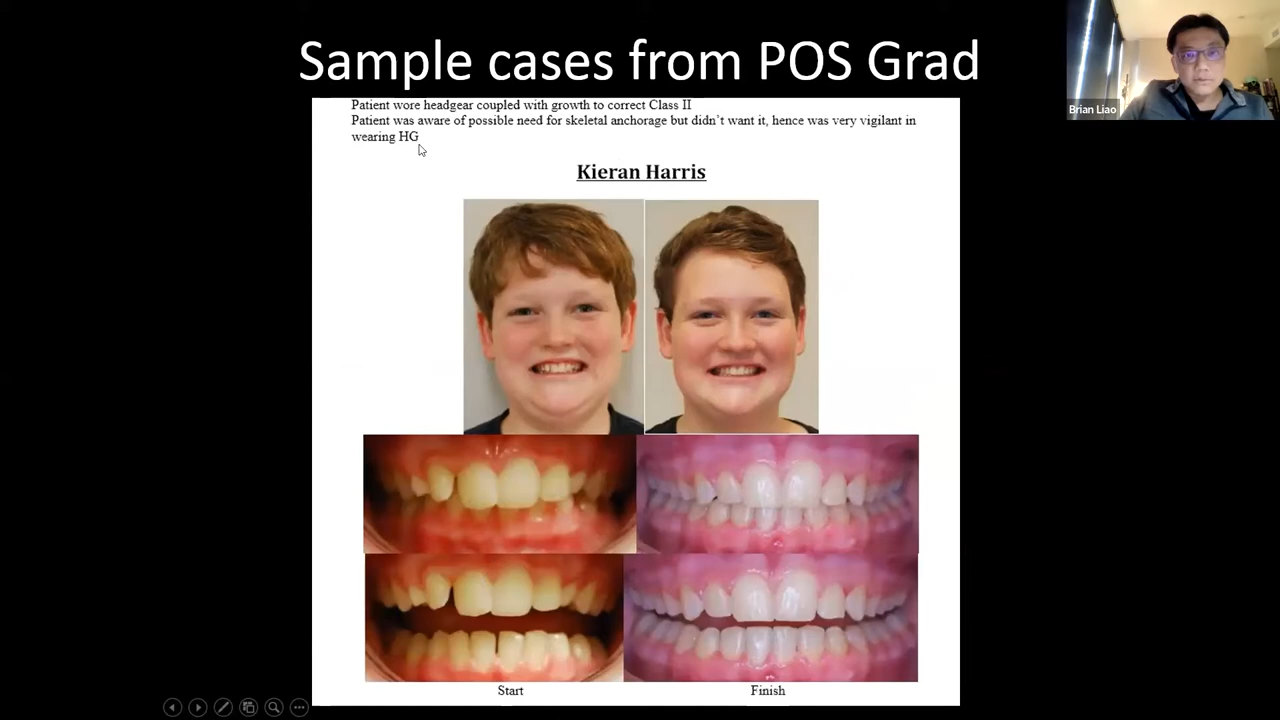 Sample cases from POS Grad
Brian Liao
Patient wore headgear coupled with growth to correct Class II
Patient was aware of possible need for skeletal anchorage but didn't want it, hence was very vigilant in
wearing HG
Kieran Harris
Start
Finish